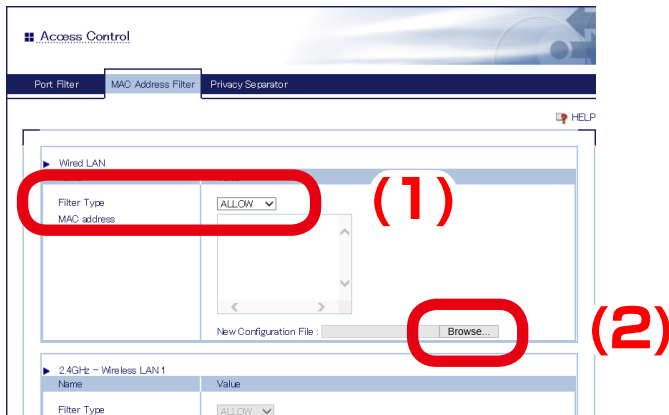 Access Control
Port Filter MAC Address Filter Privacy Separator
HELP
Wired LAN
Filter Type ALLOW
(1)
MAC address
New Configuration File : Browse...
(2)
2.4GHz - Wireless LAN 1
Name Value
Filter Type ALLOW